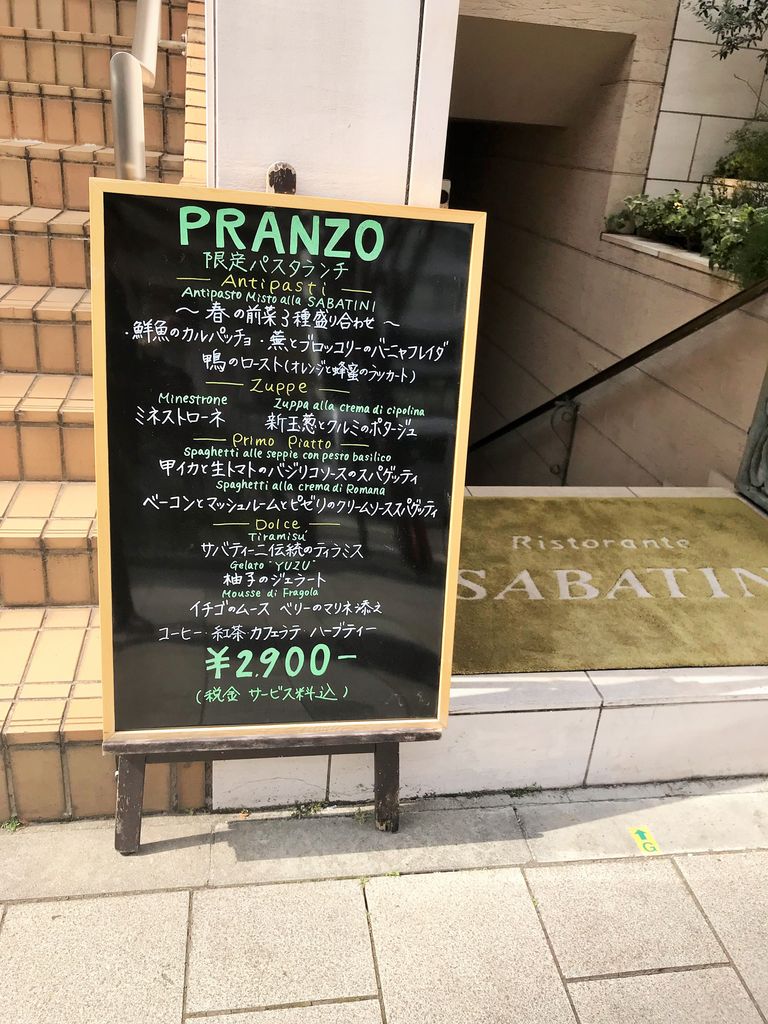 PRANZO
限定パスタランチ
Antipasti
Antipasto Misto alla SABATINI
～春の前菜3種盛り合わせ～
・鮮魚のカルパッチョ ・蕪とブロッコリーのバーニャフレイダ
鴨のロースト(オレンジと蜂蜜のラッカート)
Zuppe
Minestrone Zuppa alla crema di cipolina
ミネストローネ 新玉葱とクルミのポタージュ
Primo Piatto
Spaghetti alle seppie con pesto basilico
甲イカと生トマトのバジリコソースのスパゲッティ
Spaghetti alla crema di Romana
ベーコンとマッシュルームとピゼリのクリームソーススパゲッティ
Dolce
Tiramisú
サバティーニ伝統のティラミス
Gelato "YUZU"
柚子のジェラート
Mousse di Fragola
イチゴのムース ベリーのマリネ添え
コーヒー・紅茶・カフェラテ・ハーブティー
¥2,900-
(税金 サービス料込)
Ristorante
SABATIN
G